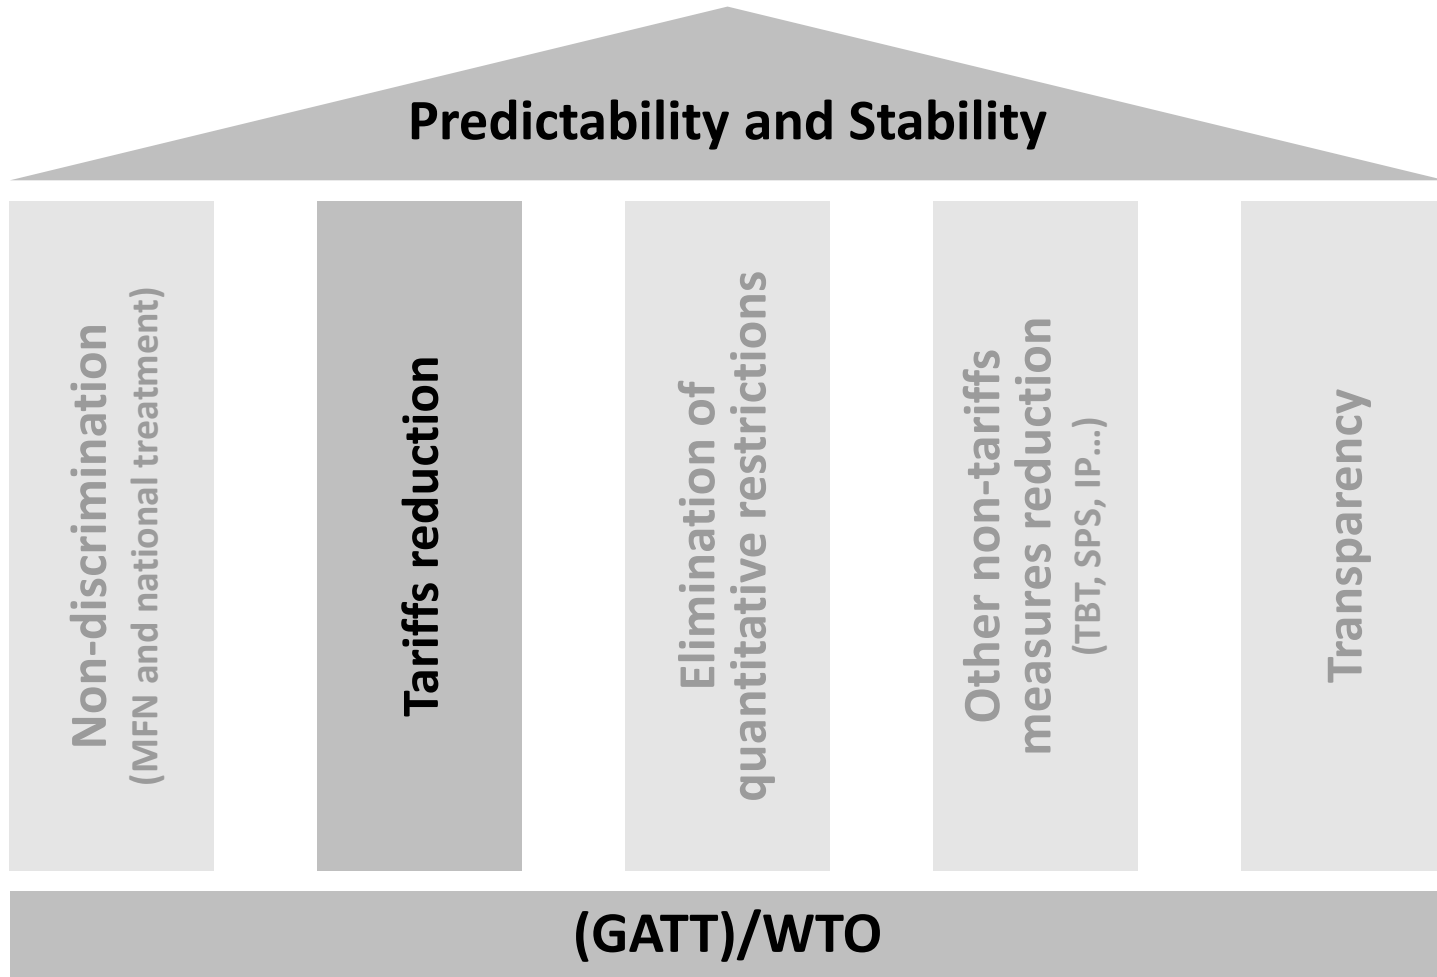 Predictability and Stability
Non-discrimination
(MFN and national treatment)
Tariffs reduction
Elimination of
quantitative restrictions
Other non-tariffs
measures reduction
(TBT, SPS, IP...)
Transparency
(GATT)/WTO